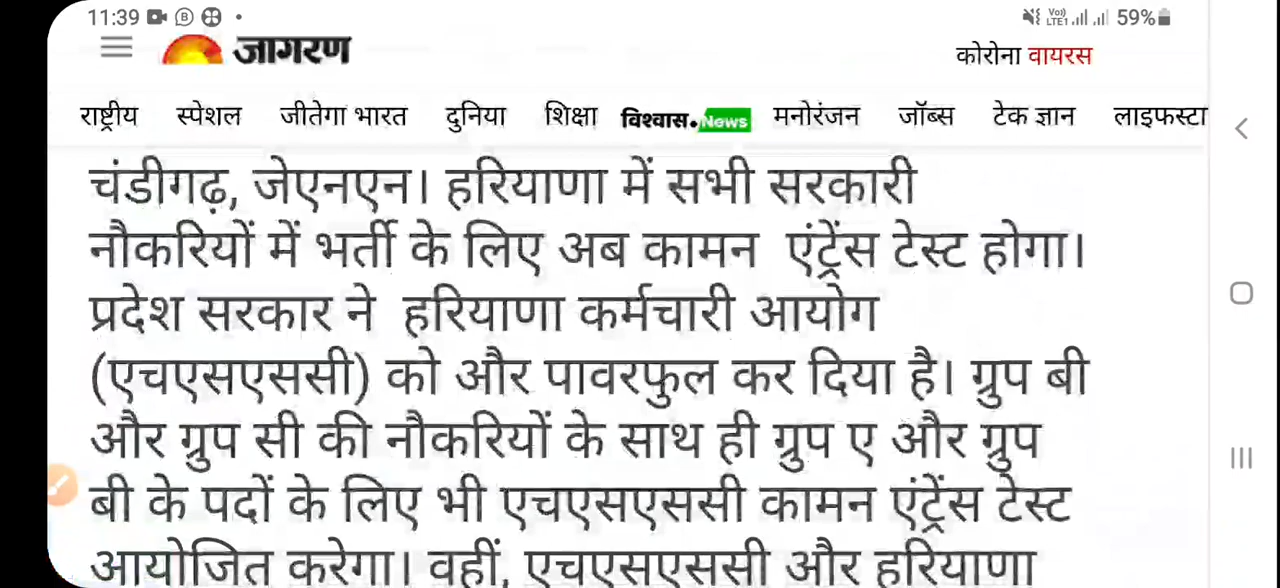 11:39 59%
जागरण
कोरोना वायरस
राष्ट्रीय स्पेशल जीतेगा भारत दुनिया शिक्षा विश्वास.News मनोरंजन जॉब्स टेक ज्ञान लाइफस्टा
चंडीगढ़, जेएनएन। हरियाणा में सभी सरकारी
नौकरियों में भर्ती के लिए अब कामन एंट्रेंस टेस्ट होगा।
प्रदेश सरकार ने हरियाणा कर्मचारी आयोग
(एचएसएससी) को और पावरफुल कर दिया है। ग्रुप बी
और ग्रुप सी की नौकरियों के साथ ही ग्रुप ए और ग्रुप
बी के पदों के लिए भी एचएसएससी कामन एंट्रेंस टेस्ट
आयोजित करेगा। वहीं, एचएसएससी और हरियाणा